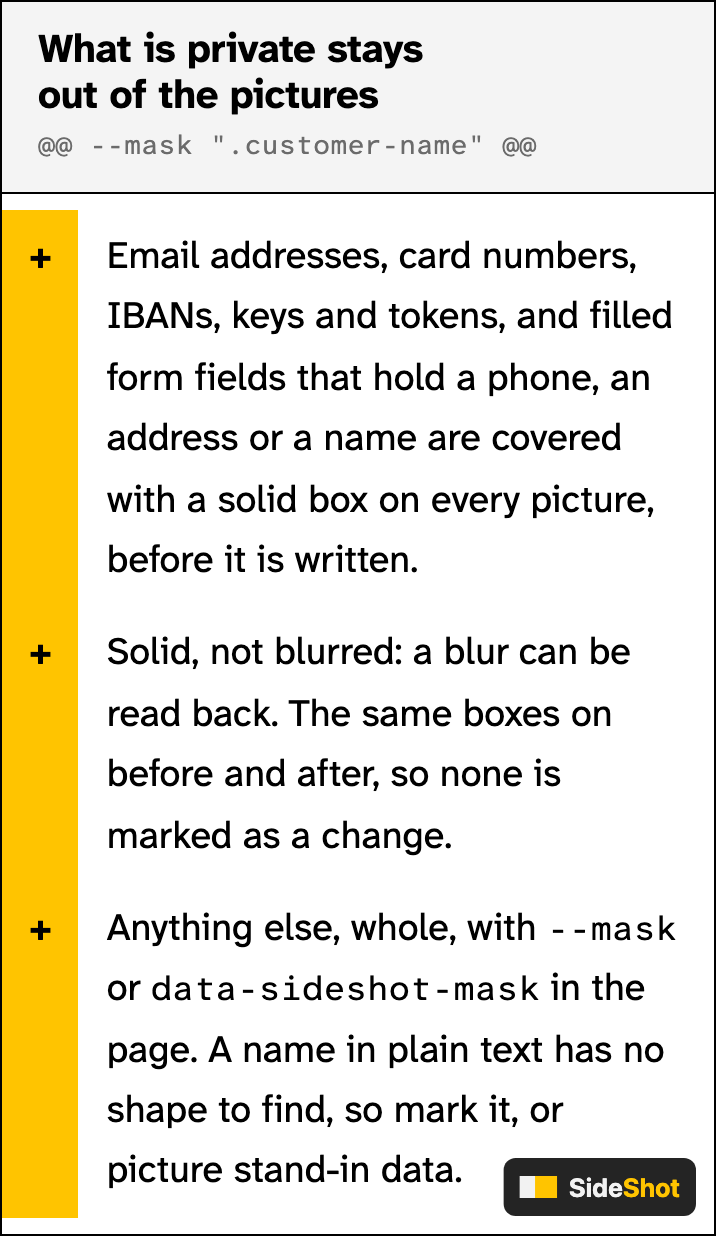 What is private stays
out of the pictures
@@ --mask ".customer-name" @@
+ Email addresses, card numbers,
IBANs, keys and tokens, and filled
form fields that hold a phone, an
address or a name are covered
with a solid box on every picture,
before it is written.
+ Solid, not blurred: a blur can be
read back. The same boxes on
before and after, so none is
marked as a change.
+ Anything else, whole, with --mask
or data-sideshot-mask in the
page. A name in plain text has no
shape to find, so mark it, or
picture stand-in data.
SideShot